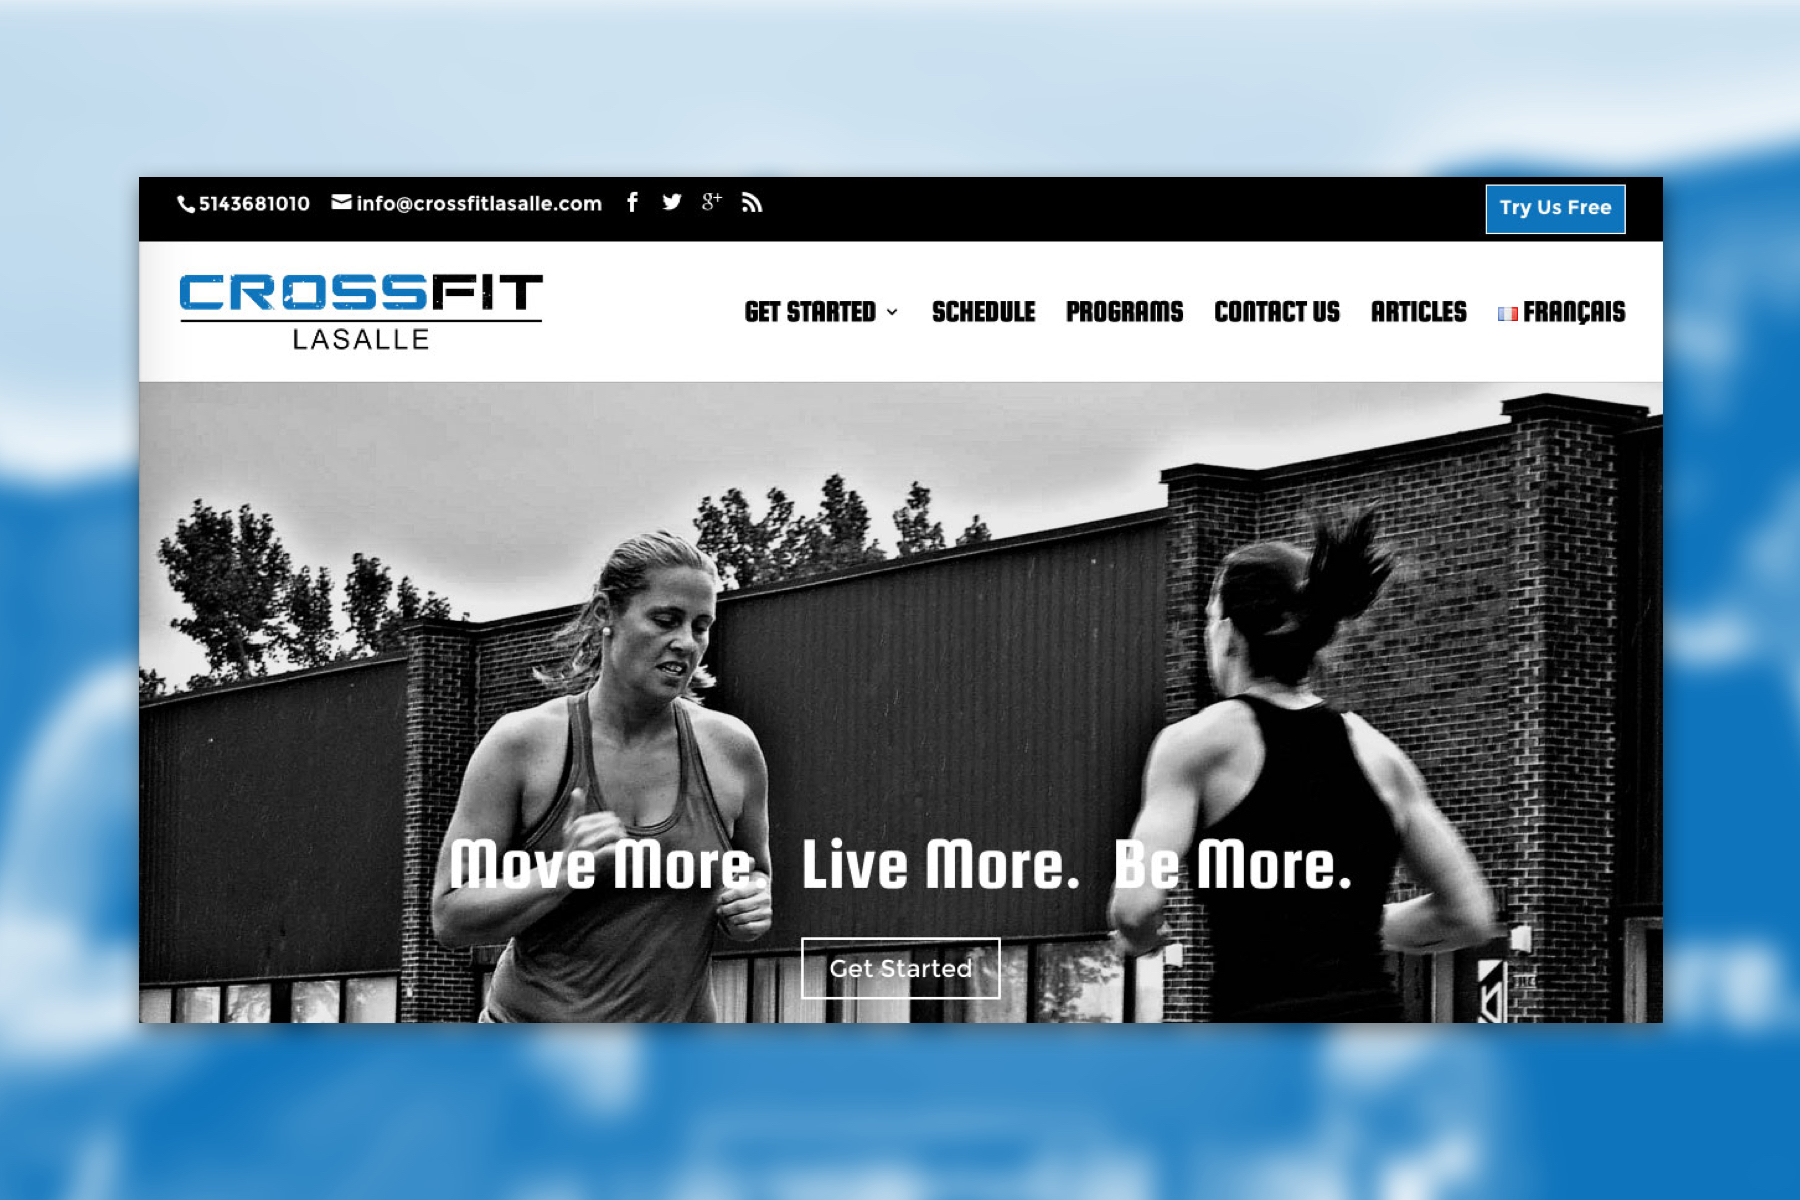 5143681010 info@crossfitlasalle.com
Try Us Free
CROSSFIT
LASALLE
GET STARTED SCHEDULE PROGRAMS CONTACT US ARTICLES FRANÇAIS
Move More. Live More. Be More.
Get Started